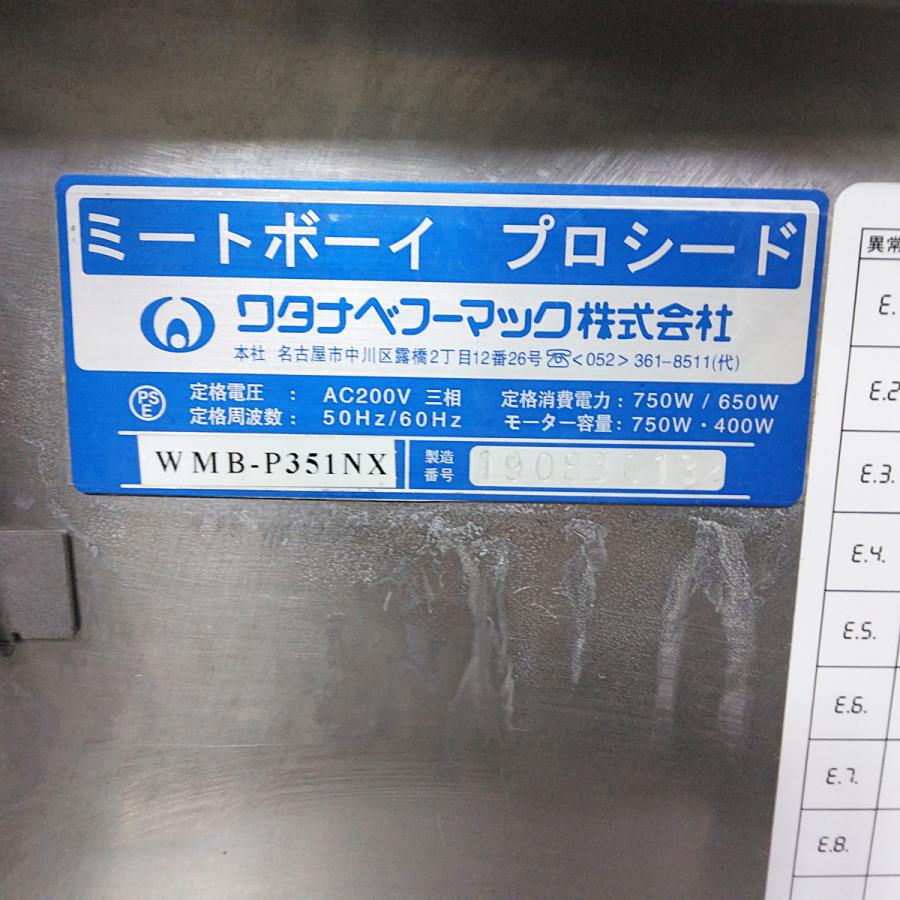 ミートボーイ プロシード
ワタナベフーマック株式会社
本社 名古屋市中川区露橋2丁目12番26号 ☎<052>361-8511(代)
PS
E
定格電圧 : AC200V 三相 定格消費電力:750W / 650W
定格周波数: 50Hz/60Hz モーター容量:750W・400W
WMB-P351NX 製造番号
異常
E.
E.2
E.3.
E.4.
E.5.
E.6.
E.7.
E.8.